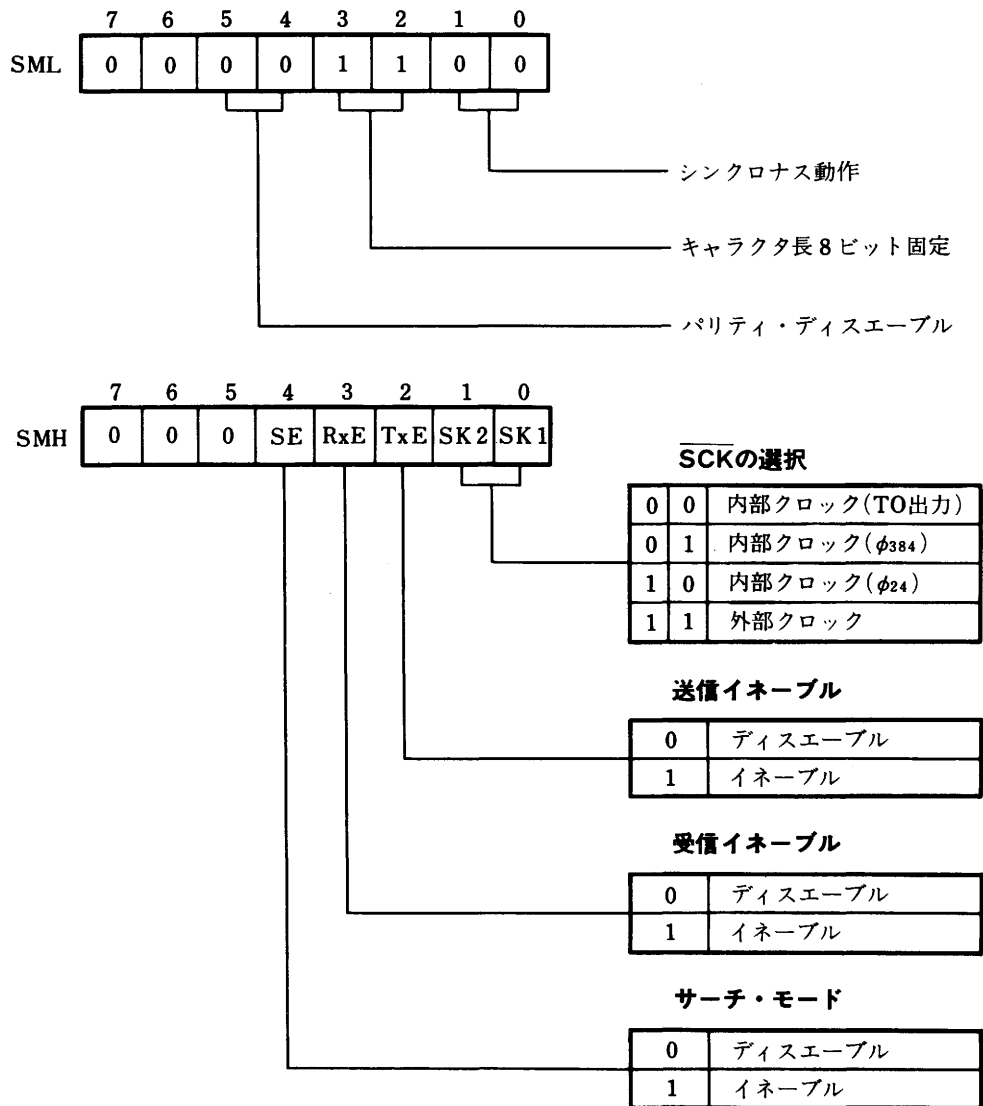 7 6 5 4 3 2 1 0
SML 0 0 0 0 1 1 0 0
シンクロナス動作
キャラクタ長8ビット固定
パリティ・ディスエーブル
7 6 5 4 3 2 1 0
SMH 0 0 0 SE RxE TxE SK2 SK1
SCKの選択
0 0 内部クロック(TO出力)
0 1 内部クロック(φ384)
1 0 内部クロック(φ24)
1 1 外部クロック
送信イネーブル
0 ディスエーブル
1 イネーブル
受信イネーブル
0 ディスエーブル
1 イネーブル
サーチ・モード
0 ディスエーブル
1 イネーブル